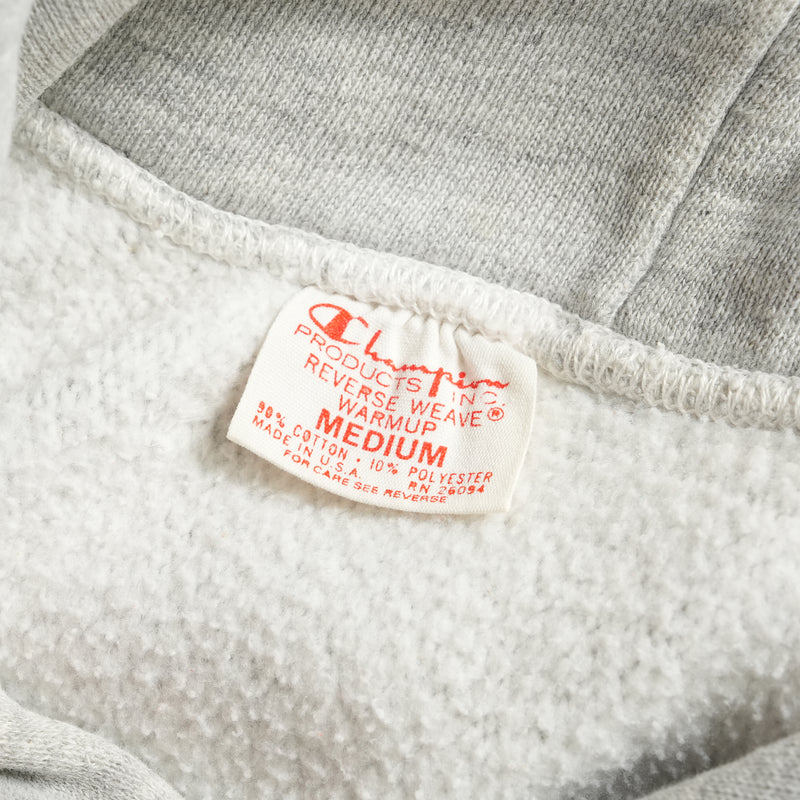 Champion
PRODUCTS INC.
REVERSE WEAVE®
WARMUP
MEDIUM
90% COTTON · 10% POLYESTER
MADE IN U.S.A. RN 26094
FOR CARE SEE REVERSE